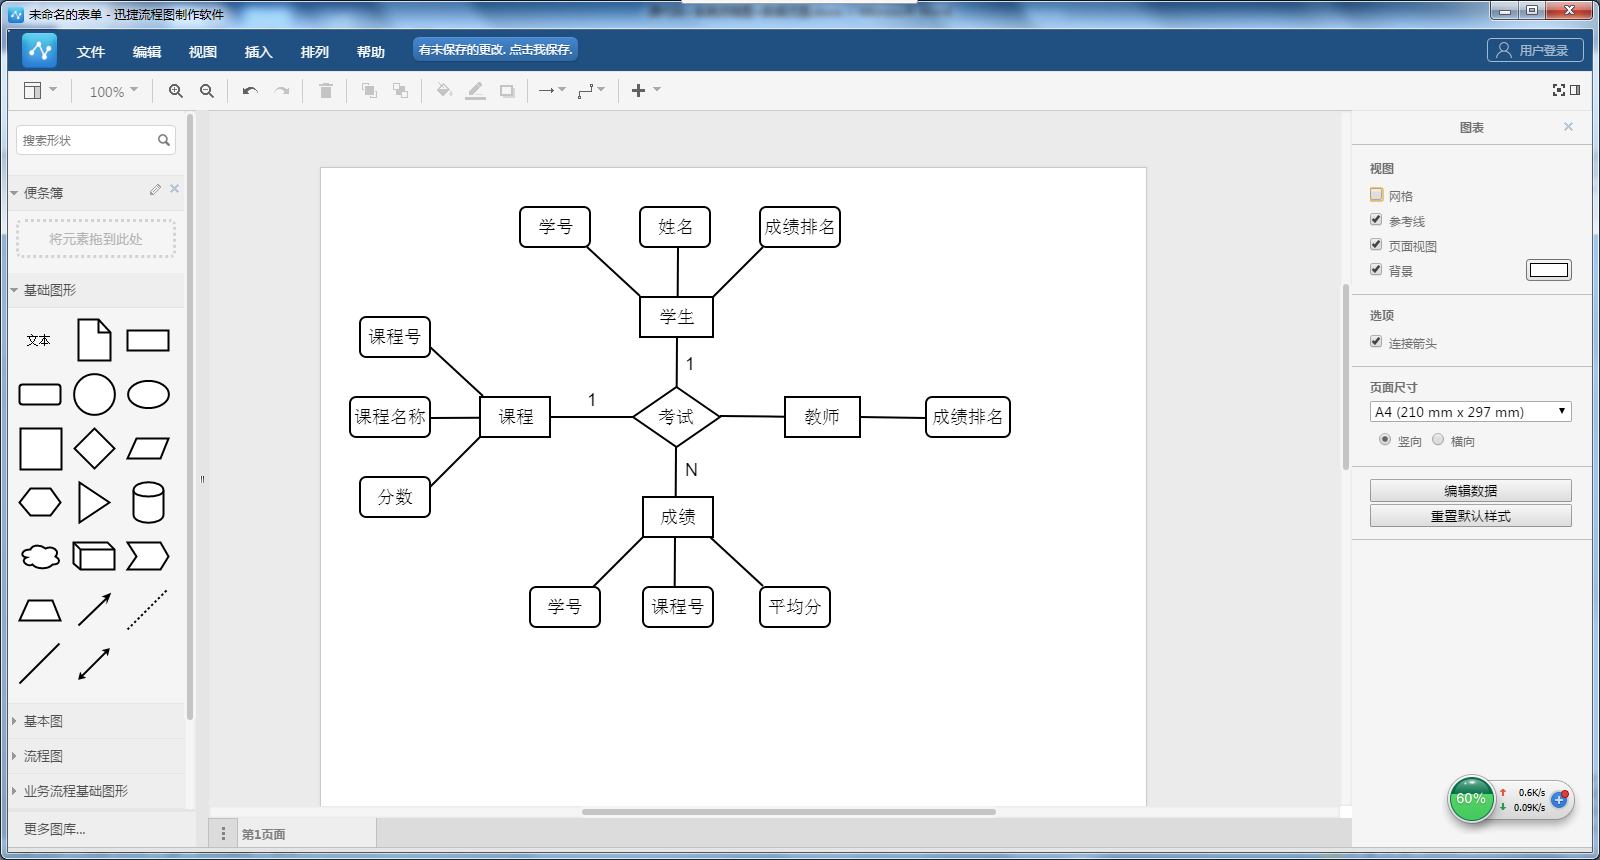 未命名的表单 - 迅捷流程图制作软件
文件 编辑 视图 插入 排列 帮助 有未保存的更改. 点击我保存. 用户登录
100%
搜索形状
便条簿
将元素拖到此处
基础图形
文本
基本图
流程图
业务流程基础图形
更多图库...
学号 姓名 成绩排名
学生
课程号
1
课程名称 课程 1 考试 教师 成绩排名
N
分数
成绩
学号 课程号 平均分
第1页面
图表
视图
网格
参考线
页面视图
背景
选项
连接箭头
页面尺寸
A4 (210 mm x 297 mm)
竖向 横向
编辑数据
重置默认样式
60%
0.6K/s
0.09K/s